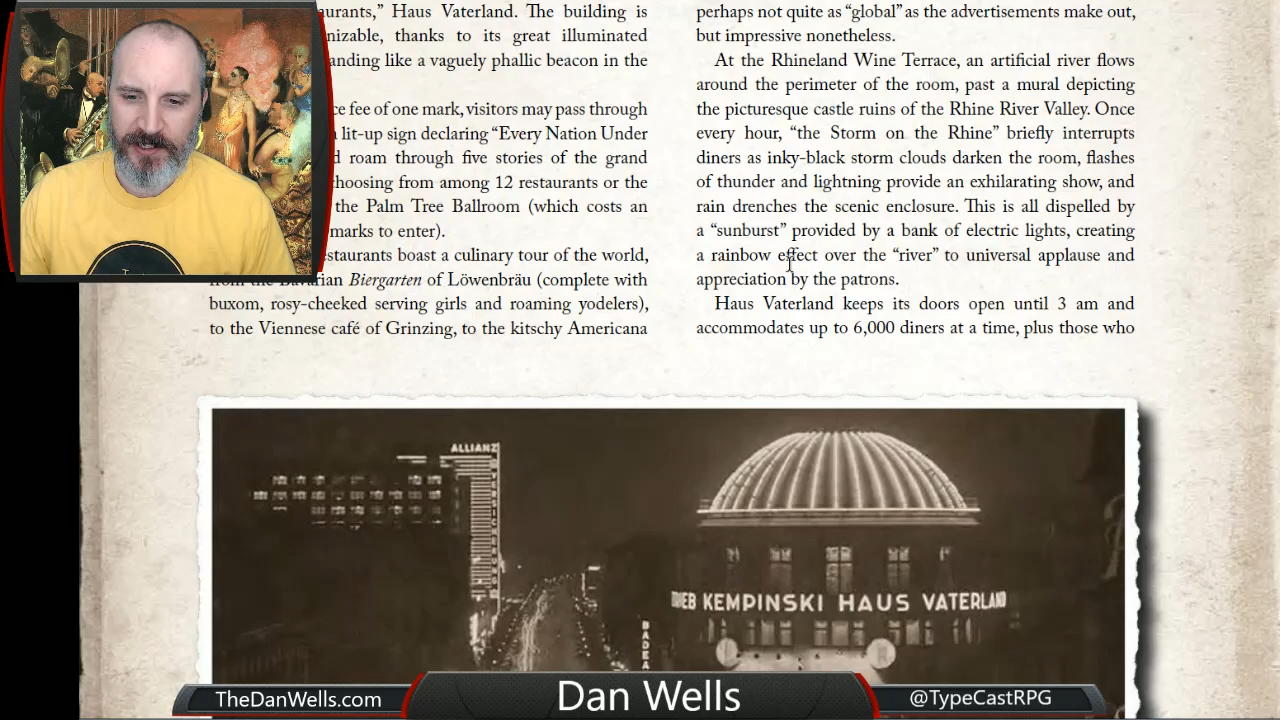 aurants,” Haus Vaterland. The building is
nizable, thanks to its great illuminated
anding like a vaguely phallic beacon in the
ce fee of one mark, visitors may pass through
lit-up sign declaring “Every Nation Under
d roam through five stories of the grand
choosing from among 12 restaurants or the
the Palm Tree Ballroom (which costs an
marks to enter).
estaurants boast a culinary tour of the world,
from the Bavarian Biergarten of Löwenbräu (complete with
buxom, rosy-cheeked serving girls and roaming yodelers),
to the Viennese café of Grinzing, to the kitschy Americana
perhaps not quite as “global” as the advertisements make out,
but impressive nonetheless.
At the Rhineland Wine Terrace, an artificial river flows
around the perimeter of the room, past a mural depicting
the picturesque castle ruins of the Rhine River Valley. Once
every hour, “the Storm on the Rhine” briefly interrupts
diners as inky-black storm clouds darken the room, flashes
of thunder and lightning provide an exhilarating show, and
rain drenches the scenic enclosure. This is all dispelled by
a “sunburst” provided by a bank of electric lights, creating
a rainbow effect over the “river” to universal applause and
appreciation by the patrons.
Haus Vaterland keeps its doors open until 3 am and
accommodates up to 6,000 diners at a time, plus those who
ALLIANZ
VERSICHERUNG
KEMPINSKI HAUS VATERLAND
BADEA
TheDanWells.com
Dan Wells
@TypeCastRPG